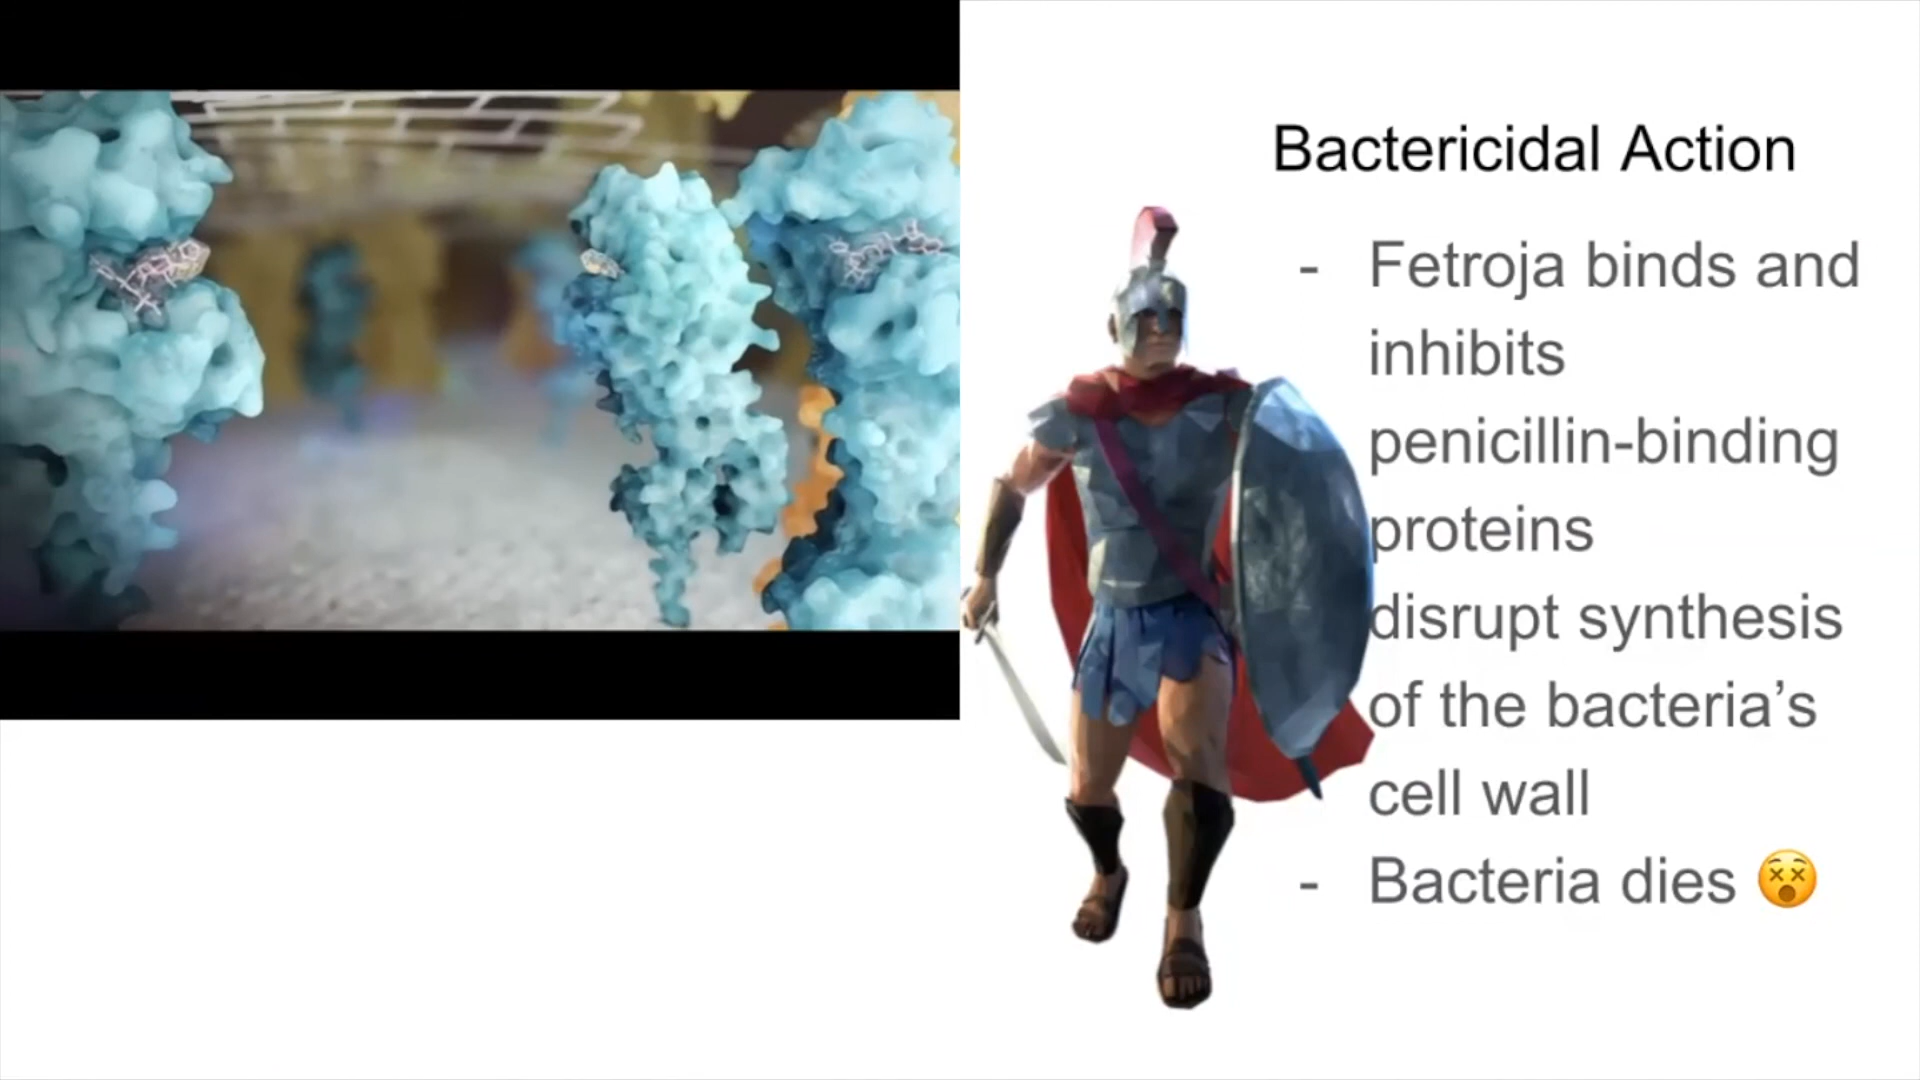 Bactericidal Action
- Fetroja binds and
inhibits
penicillin-binding
proteins
disrupt synthesis
of the bacteria’s
cell wall
- Bacteria dies 😵